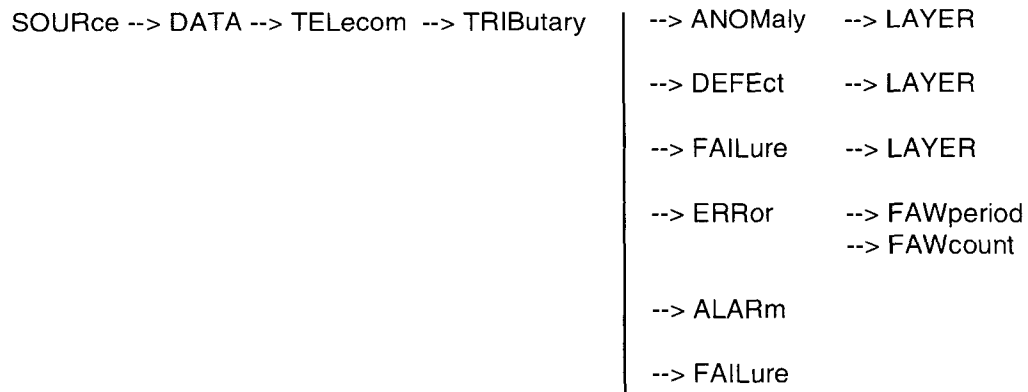 SOURce --> DATA --> TELecom --> TRIButary --> ANOMaly --> LAYER
--> DEFEct --> LAYER
--> FAILure --> LAYER
--> ERRor --> FAWperiod
--> FAWcount
--> ALARm
--> FAILure